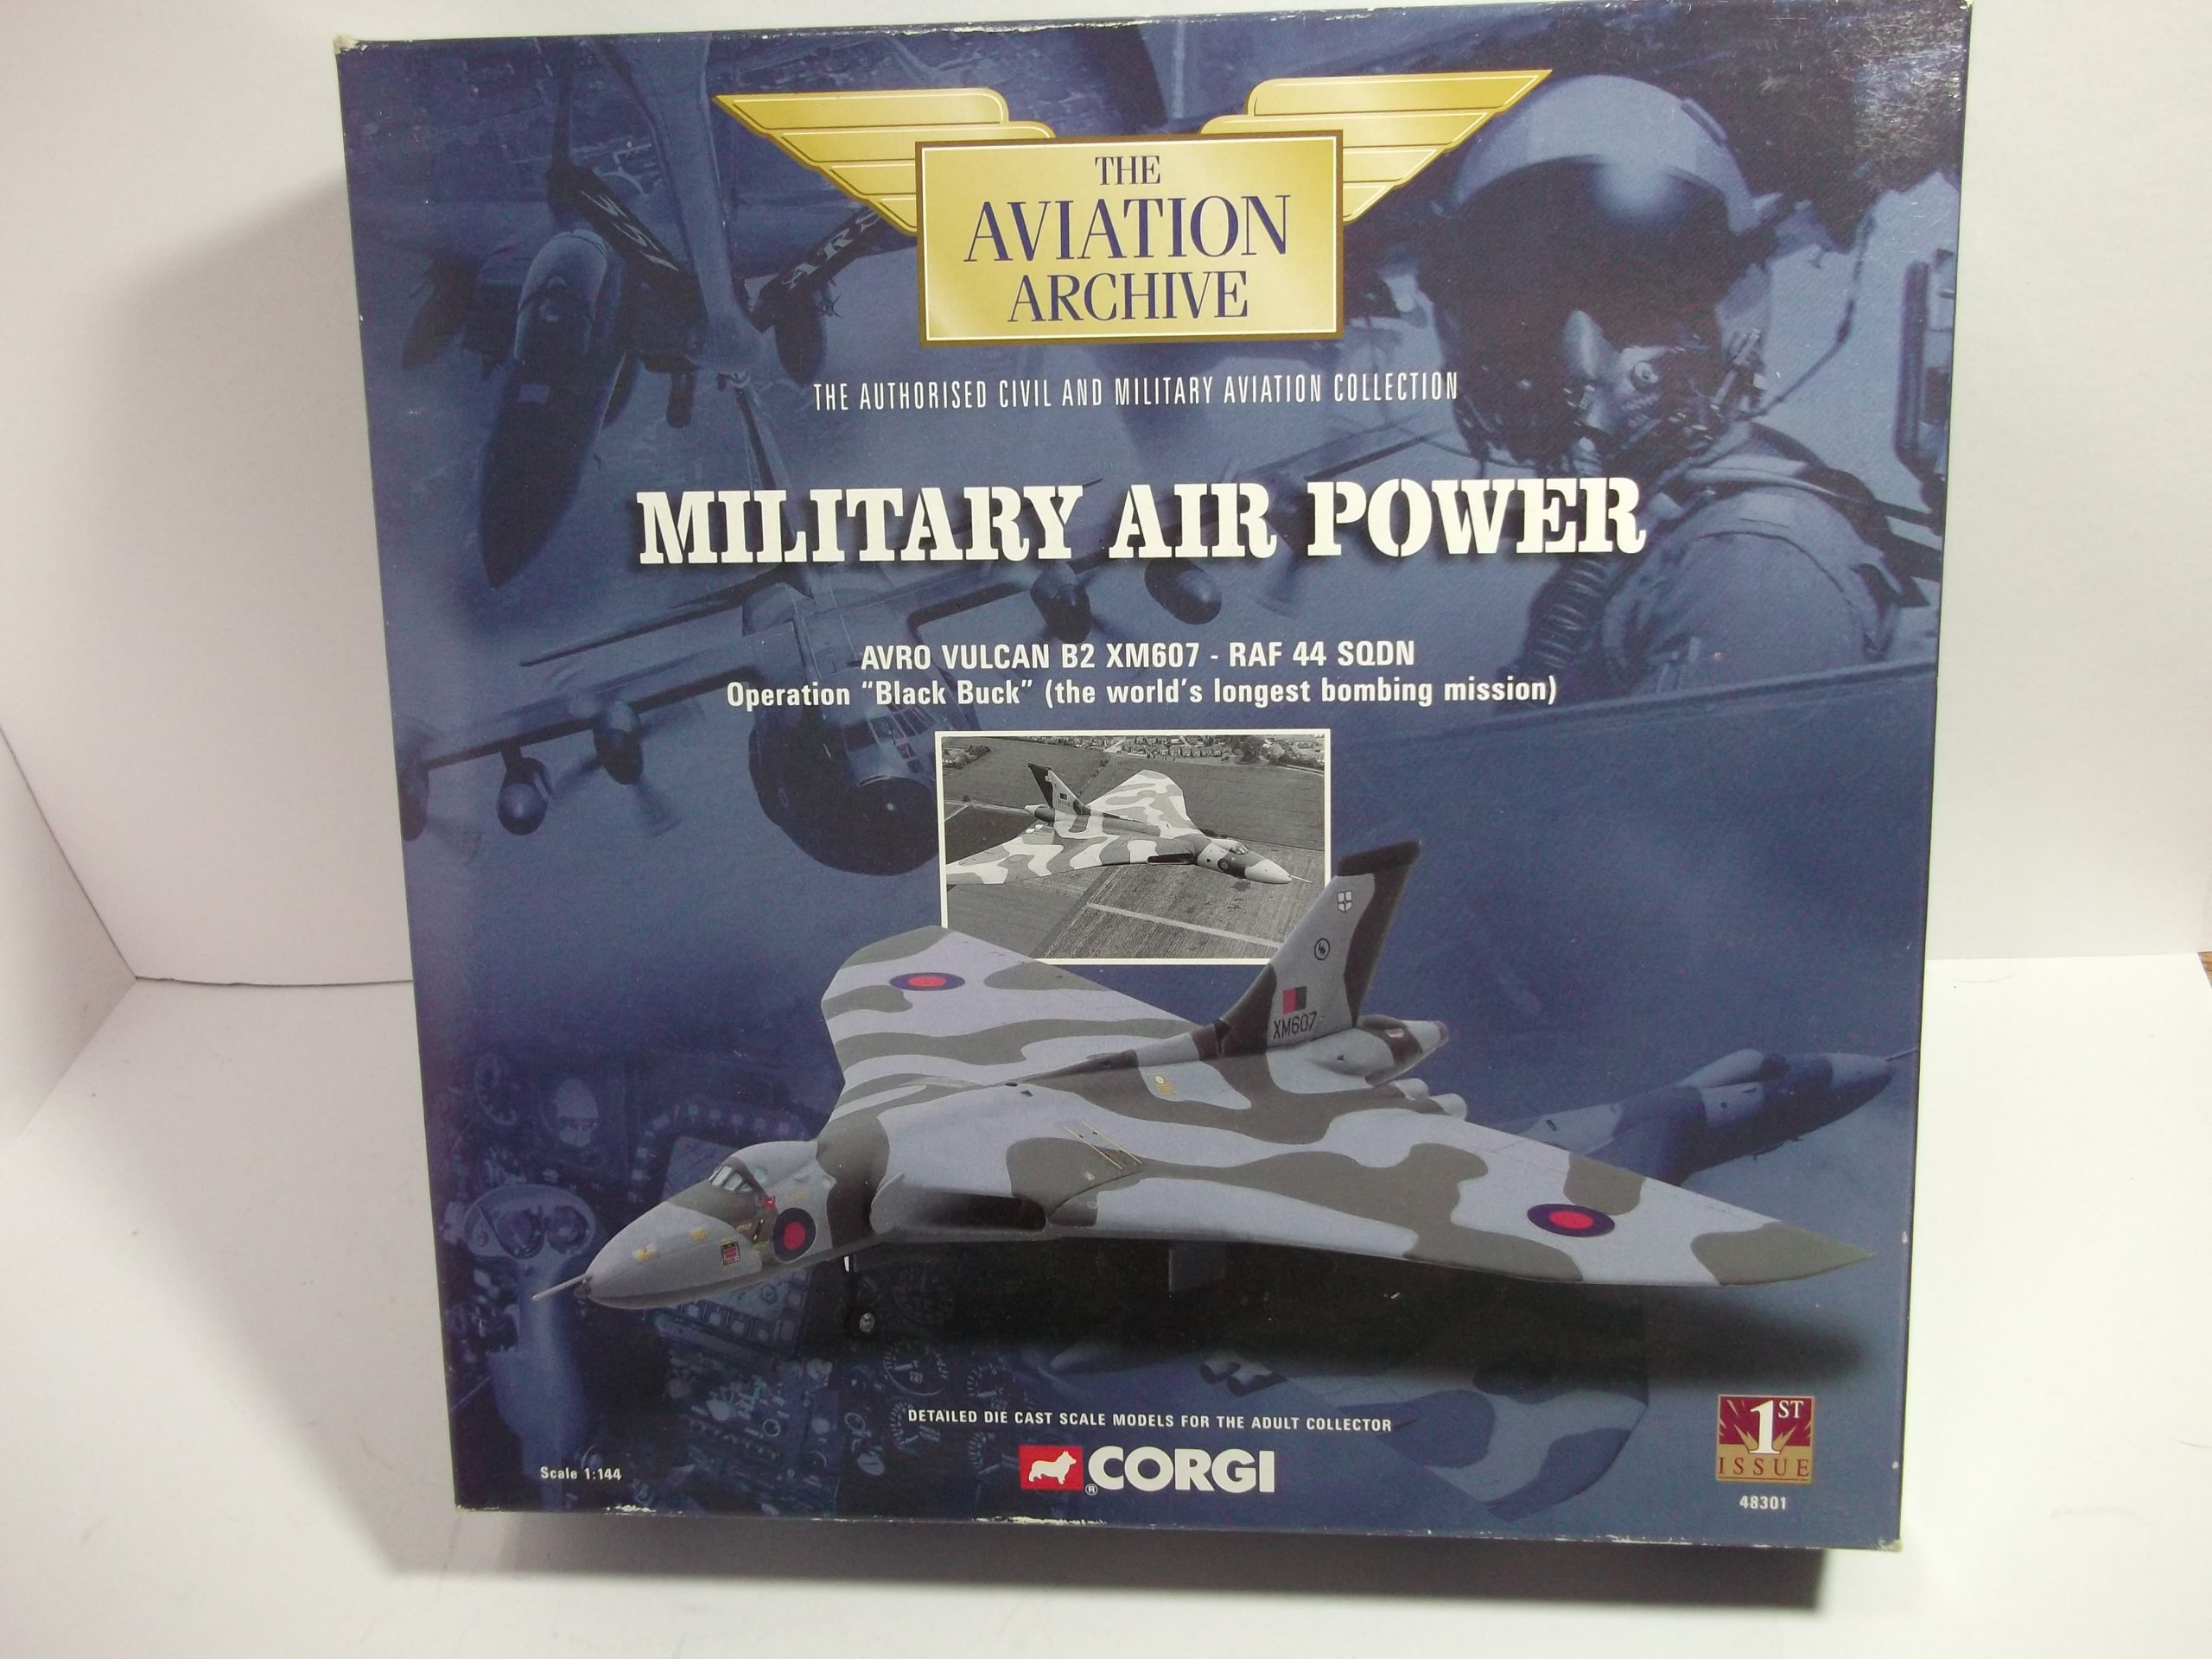 THE
AVIATION
ARCHIVE
THE AUTHORISED CIVIL AND MILITARY AVIATION COLLECTION
MILITARY AIR POWER
AVRO VULCAN B2 XM607 - RAF 44 SQDN
Operation “Black Buck” (the world’s longest bombing mission)
XM607
DETAILED DIE CAST SCALE MODELS FOR THE ADULT COLLECTOR
Scale 1:144
® CORGI
1ST
ISSUE
48301